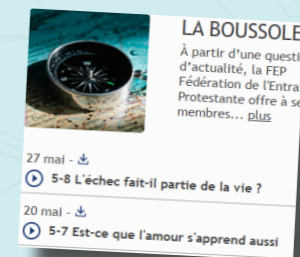 LA BOUSSOLE
À partir d'une questi
d'actualité, la FEP
Fédération de l'Entra
Protestante offre à se
membres... plus
27 mai -
5-8 L'échec fait-il partie de la vie ?
20 mai -
5-7 Est-ce que l'amour s'apprend aussi